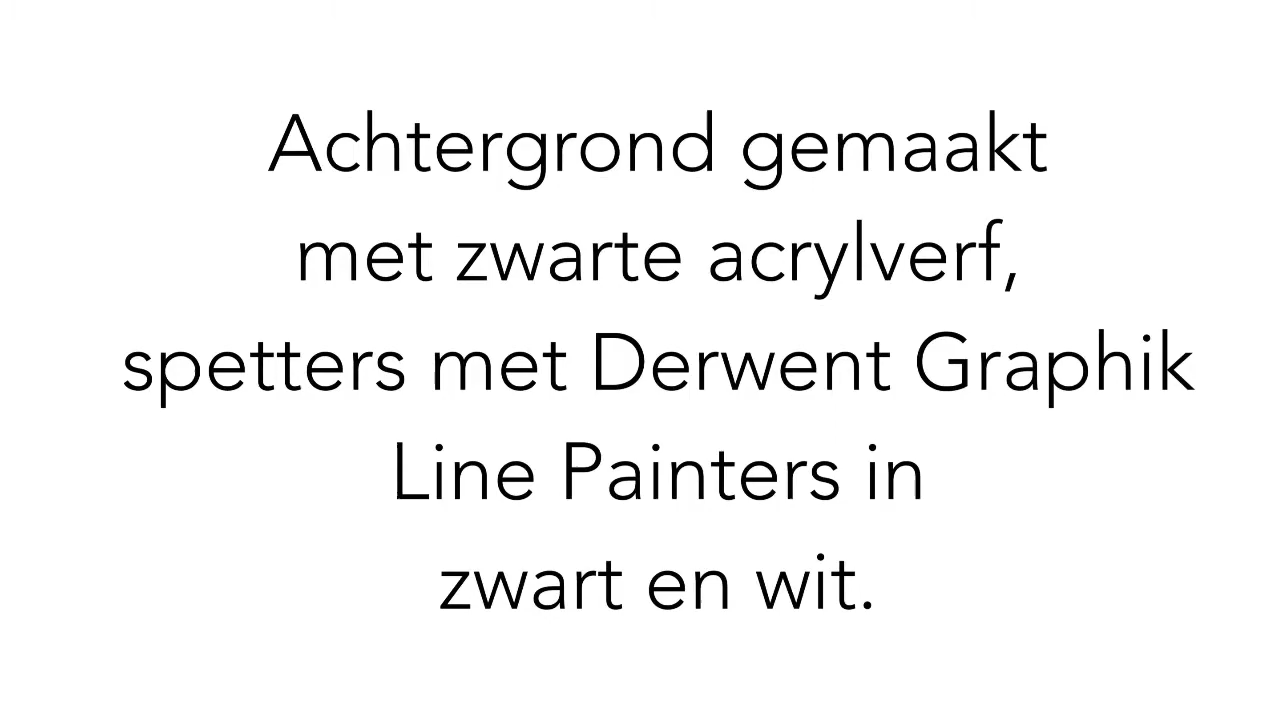 Achtergrond gemaakt
met zwarte acrylverf,
spetters met Derwent Graphik
Line Painters in
zwart en wit.